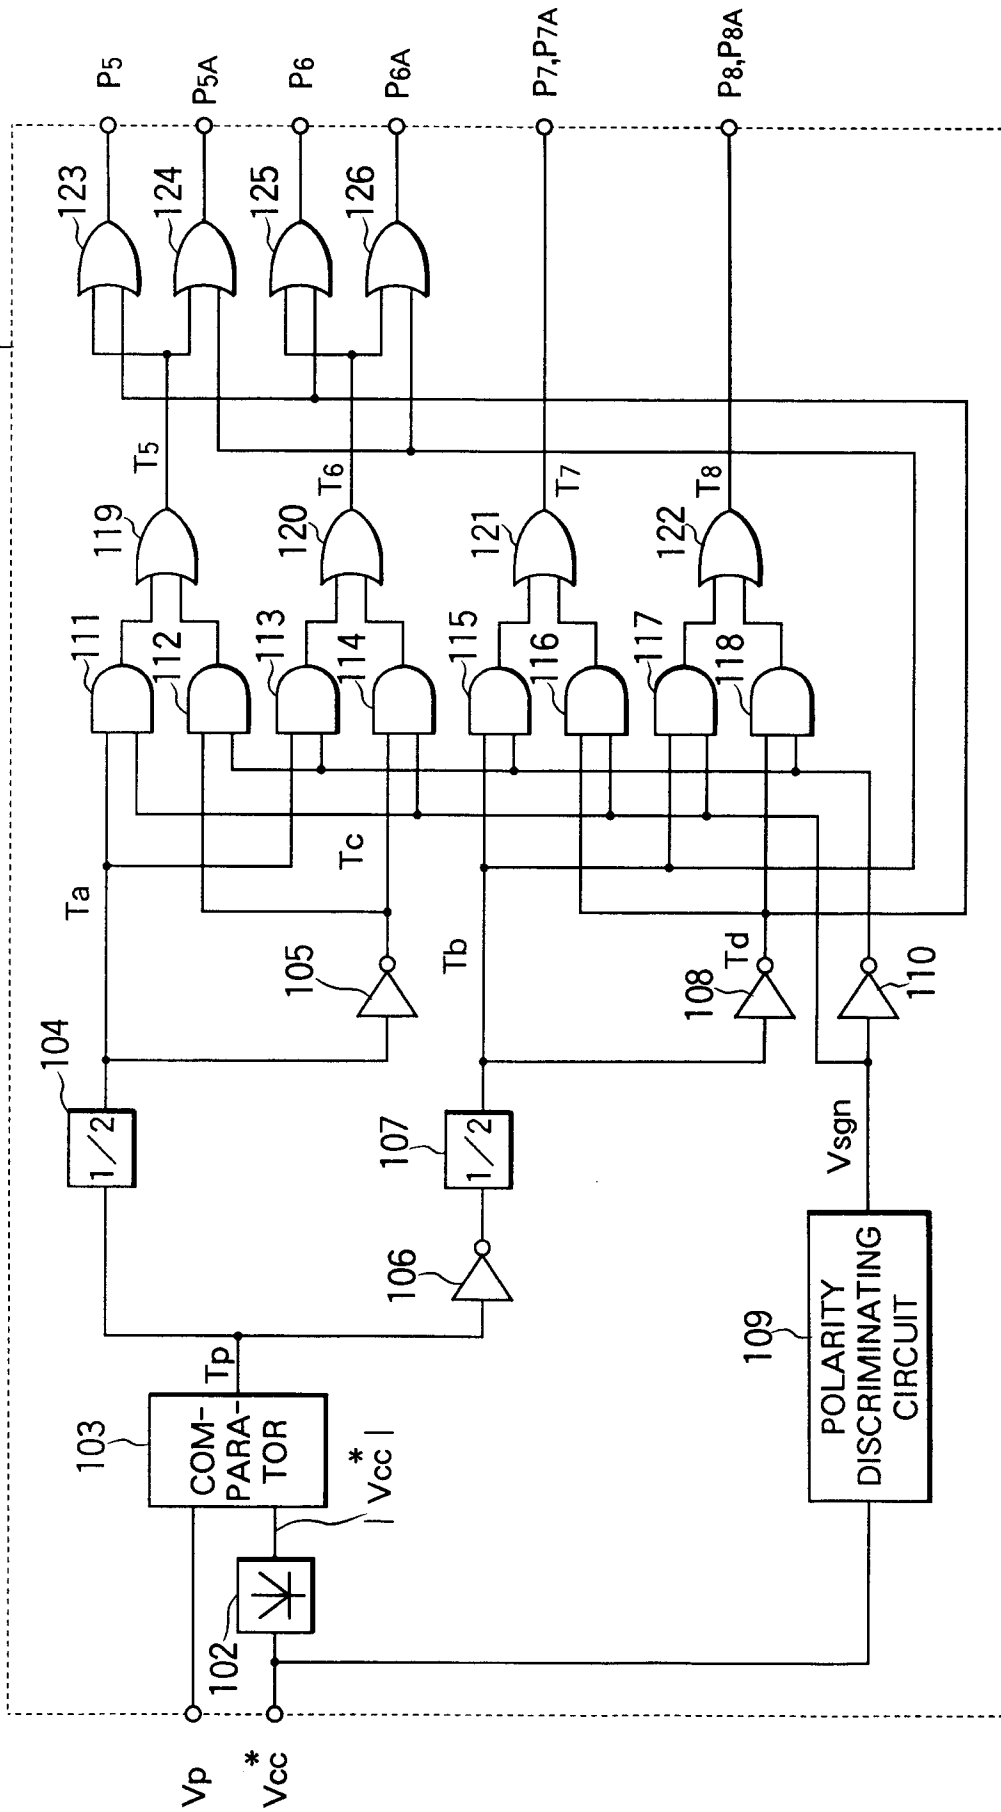 Vp
V*cc
102
| V*cc |
103
COM-
PARA-
TOR
Tp
104
1/2
106
107
1/2
109
POLARITY
DISCRIMINATING
CIRCUIT
Vsgn
105
108
110
Ta
Tb
Tc
Td
111
112
113
114
115
116
117
118
119
120
121
122
T5
T6
T7
T8
123
124
125
126
P5
P5A
P6
P6A
P7,P7A
P8,P8A